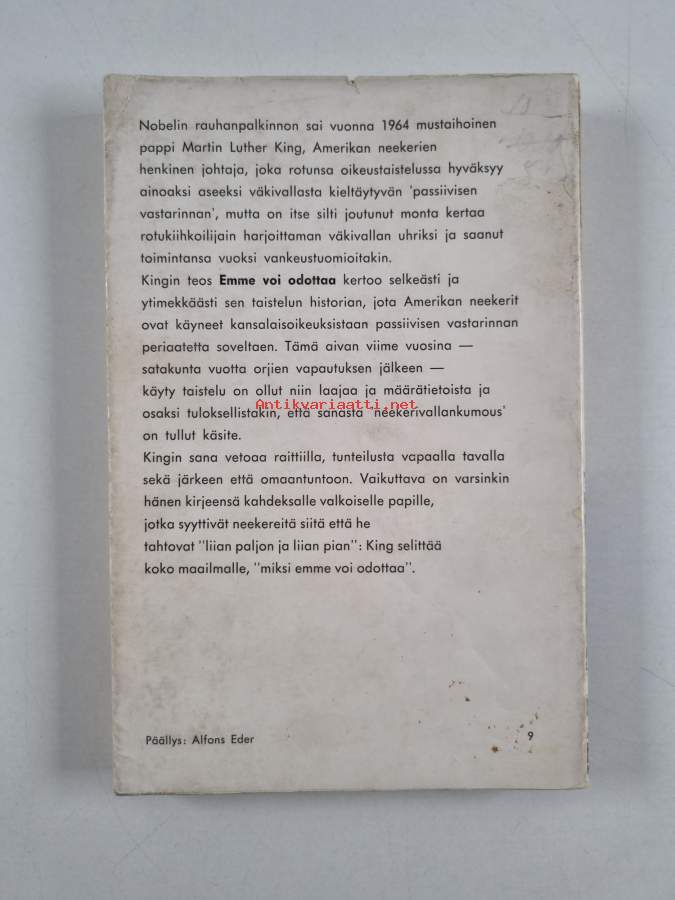 Nobelin rauhanpalkinnon sai vuonna 1964 mustaihoinen
pappi Martin Luther King, Amerikan neekerien
henkinen johtaja, joka rotunsa oikeustaistelussa hyväksyy
ainoaksi aseeksi väkivallasta kieltäytyvän 'passiivisen
vastarinnan', mutta on itse silti joutunut monta kertaa
rotukiihkoilijain harjoittaman väkivallan uhriksi ja saanut
toimintansa vuoksi vankeustuomioitakin.
Kingin teos Emme voi odottaa kertoo selkeästi ja
ytimekkäästi sen taistelun historian, jota Amerikan neekerit
ovat käyneet kansalaisoikeuksistaan passiivisen vastarinnan
periaatetta soveltaen. Tämä aivan viime vuosina —
satakunta vuotta orjien vapautuksen jälkeen —
käyty taistelu on ollut niin laajaa ja määrätietoista ja
Antikvariaatti.net
osaksi tuloksellistakin, että sanasta 'neekerivallankumous'
on tullut käsite.
Kingin sana vetoaa raittiilla, tunteilusta vapaalla tavalla
sekä järkeen että omaantuntoon. Vaikuttava on varsinkin
hänen kirjeensä kahdeksalle valkoiselle papille,
jotka syyttivät neekereitä siitä että he
tahtovat "liian paljon ja liian pian": King selittää
koko maailmalle, "miksi emme voi odottaa".
Päällys: Alfons Eder
9